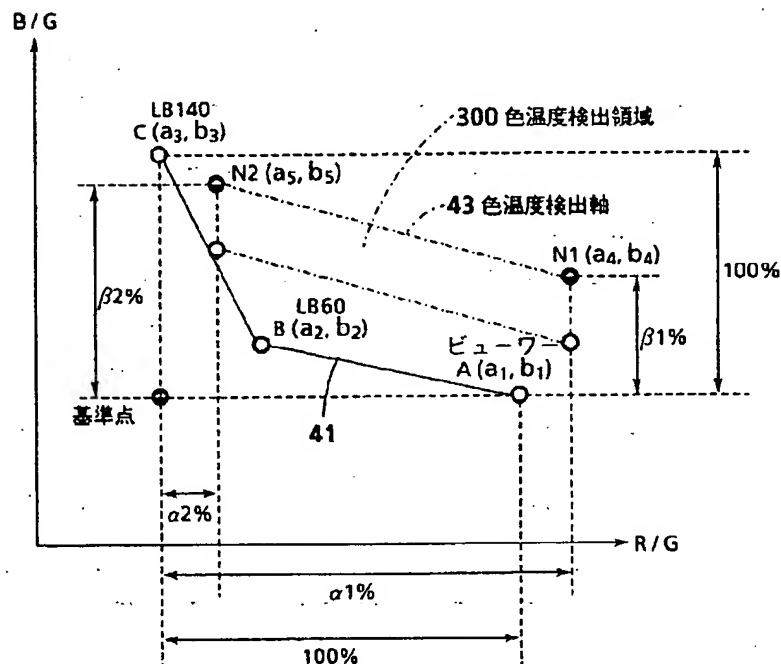 B/G
LB140
C (a3, b3)
300 色温度検出領域
N2 (a5, b5)
43 色温度検出軸
N1 (a4, b4)
100%
β2%
LB60
B (a2, b2)
ビューワー
A (a1, b1)
β1%
基準点
41
α2%
R/G
α1%
100%